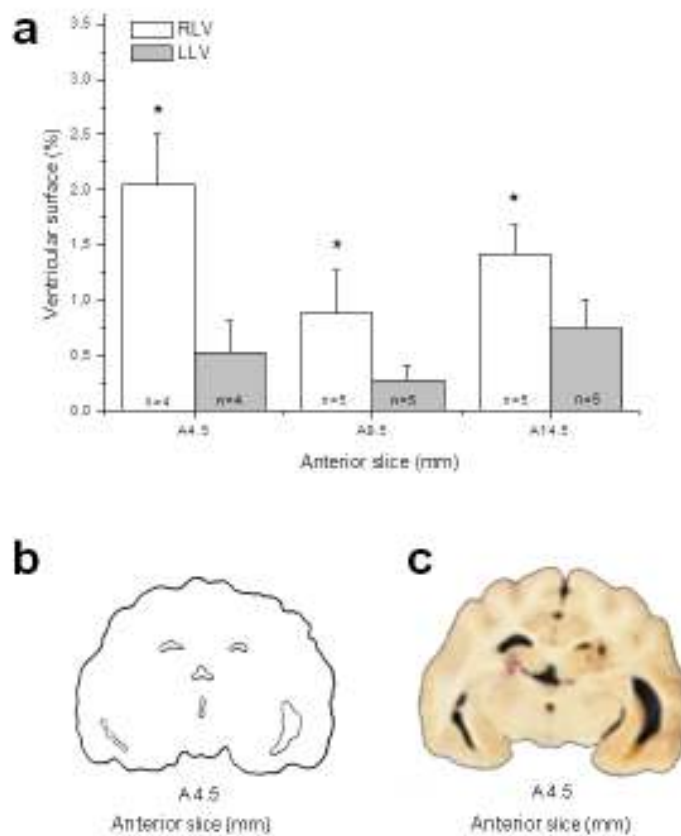 a
RLV
LLV
Ventricular surface (%)
3.5
3.0
2.5
2.0
1.5
1.0
0.5
0.0
* * *
n=4 n=4 n=5 n=5 n=5 n=5
A4.5 A9.5 A14.5
Anterior slice (mm)
b c
A4.5 A4.5
Anterior slice (mm) Anterior slice (mm)